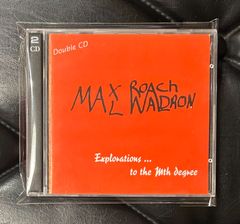 2
CD
Double CD
MAX ROACH
MAL WALDRON
Explorations ...
to the Mth degree